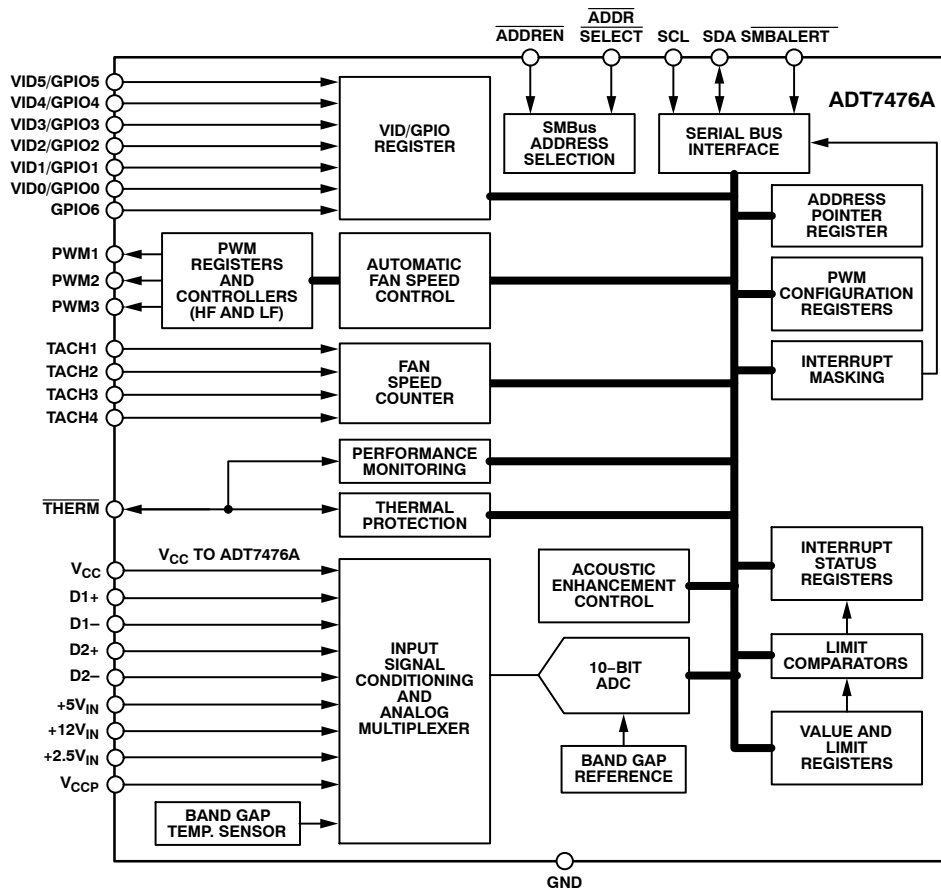 ADDREN
ADDR
SELECT
SCL
SDA
SMBALERT
ADT7476A
VID5/GPIO5
VID4/GPIO4
VID3/GPIO3
VID2/GPIO2
VID1/GPIO1
VID0/GPIO0
GPIO6
VID/GPIO
REGISTER
SMBus
ADDRESS
SELECTION
SERIAL BUS
INTERFACE
ADDRESS
POINTER
REGISTER
PWM1
PWM2
PWM3
PWM
REGISTERS
AND
CONTROLLERS
(HF AND LF)
AUTOMATIC
FAN SPEED
CONTROL
PWM
CONFIGURATION
REGISTERS
TACH1
TACH2
TACH3
TACH4
FAN
SPEED
COUNTER
INTERRUPT
MASKING
PERFORMANCE
MONITORING
THERM
THERMAL
PROTECTION
VCC TO ADT7476A
VCC
D1+
D1–
D2+
D2–
+5VIN
+12VIN
+2.5VIN
VCCP
INPUT
SIGNAL
CONDITIONING
AND
ANALOG
MULTIPLEXER
ACOUSTIC
ENHANCEMENT
CONTROL
INTERRUPT
STATUS
REGISTERS
10–BIT
ADC
LIMIT
COMPARATORS
BAND GAP
REFERENCE
VALUE AND
LIMIT
REGISTERS
BAND GAP
TEMP. SENSOR
GND